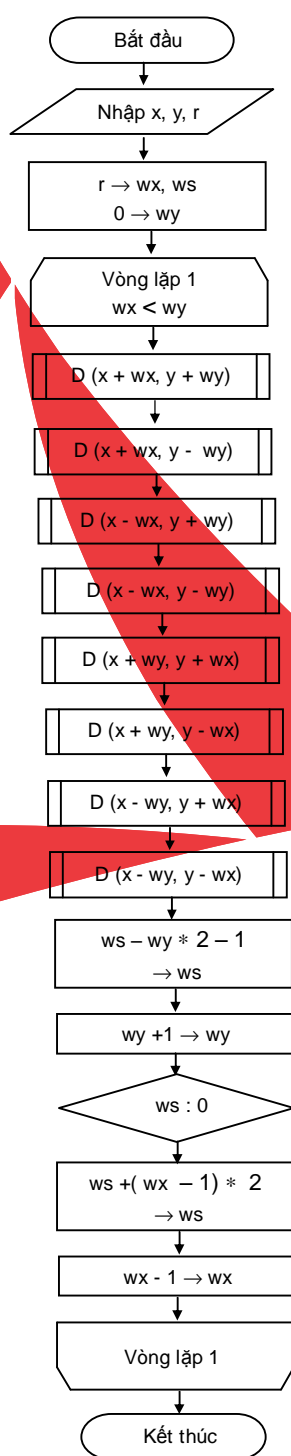 Bắt đầu
Nhập x, y, r
r → wx, ws
0 → wy
Vòng lặp 1
wx < wy
D (x + wx, y + wy)
D (x + wx, y - wy)
D (x - wx, y + wy)
D (x - wx, y - wy)
D (x + wy, y + wx)
D (x + wy, y - wx)
D (x - wy, y + wx)
D (x - wy, y - wx)
ws – wy * 2 – 1
→ ws
wy +1 → wy
ws : 0
ws +( wx – 1) * 2
→ ws
wx - 1 → wx
Vòng lặp 1
Kết thúc